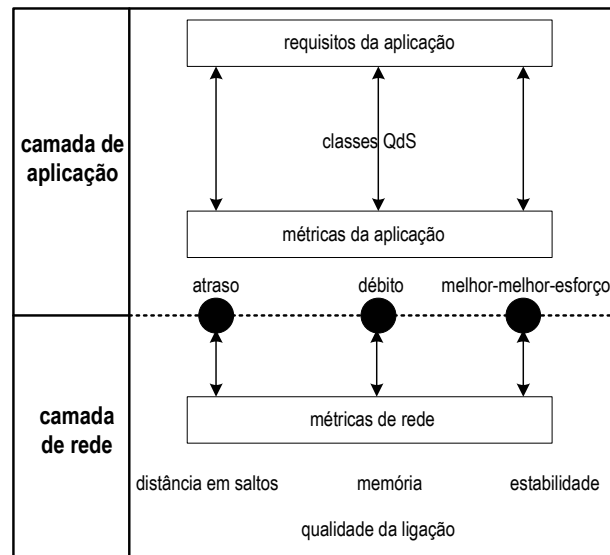 requisitos da aplicação
camada de
aplicação
classes QdS
métricas da aplicação
atraso
débito
melhor-melhor-esforço
camada
de rede
métricas de rede
distância em saltos
memória
estabilidade
qualidade da ligação